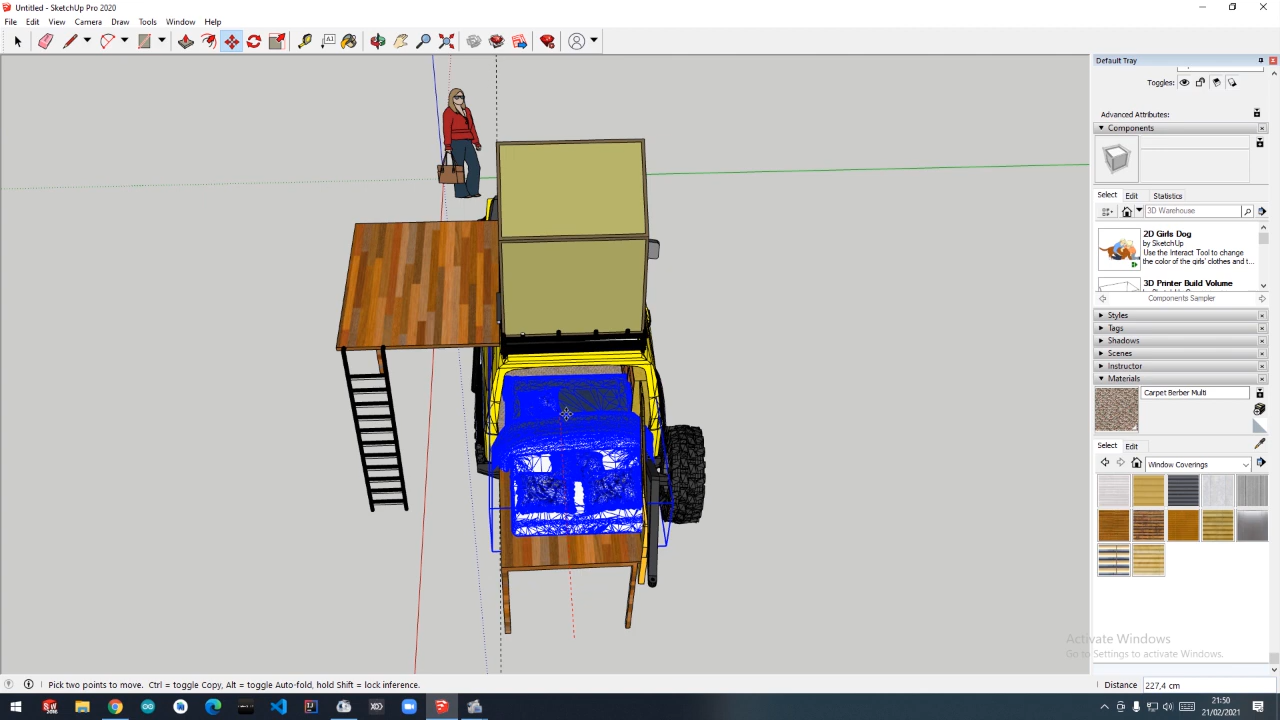 Untitled - SketchUp Pro 2020
File Edit View Camera Draw Tools Window Help
Default Tray
Toggles:
Advanced Attributes:
Components
Select Edit Statistics
3D Warehouse
2D Girls Dog
by SketchUp
Use the Interact Tool to change
the color of the girls' clothes and t...
3D Printer Build Volume
Components Sampler
Styles
Tags
Shadows
Scenes
Instructor
Materials
Carpet Berber Multi
Select Edit
Window Coverings
Activate Windows
Go to Settings to activate Windows.
Pick two points to move. Ctrl = toggle Copy, Alt = toggle Auto-fold, hold Shift = lock inference.
Distance 227,4 cm
21:50
21/02/2021